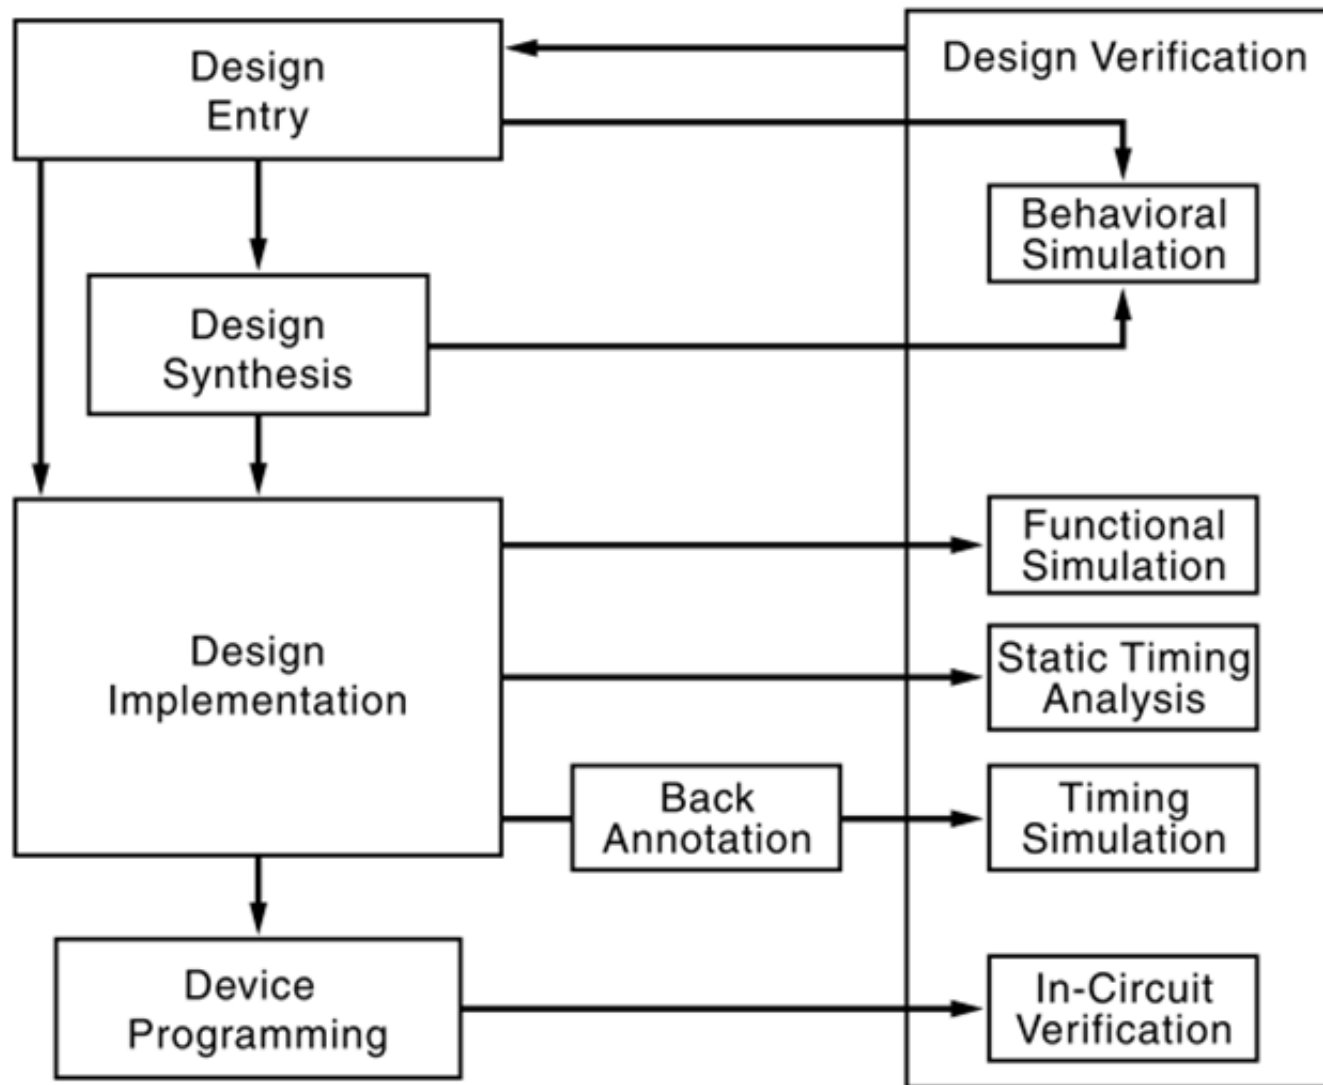 Design
Entry
Design Verification
Behavioral
Simulation
Design
Synthesis
Functional
Simulation
Design
Implementation
Static Timing
Analysis
Back
Annotation
Timing
Simulation
Device
Programming
In-Circuit
Verification